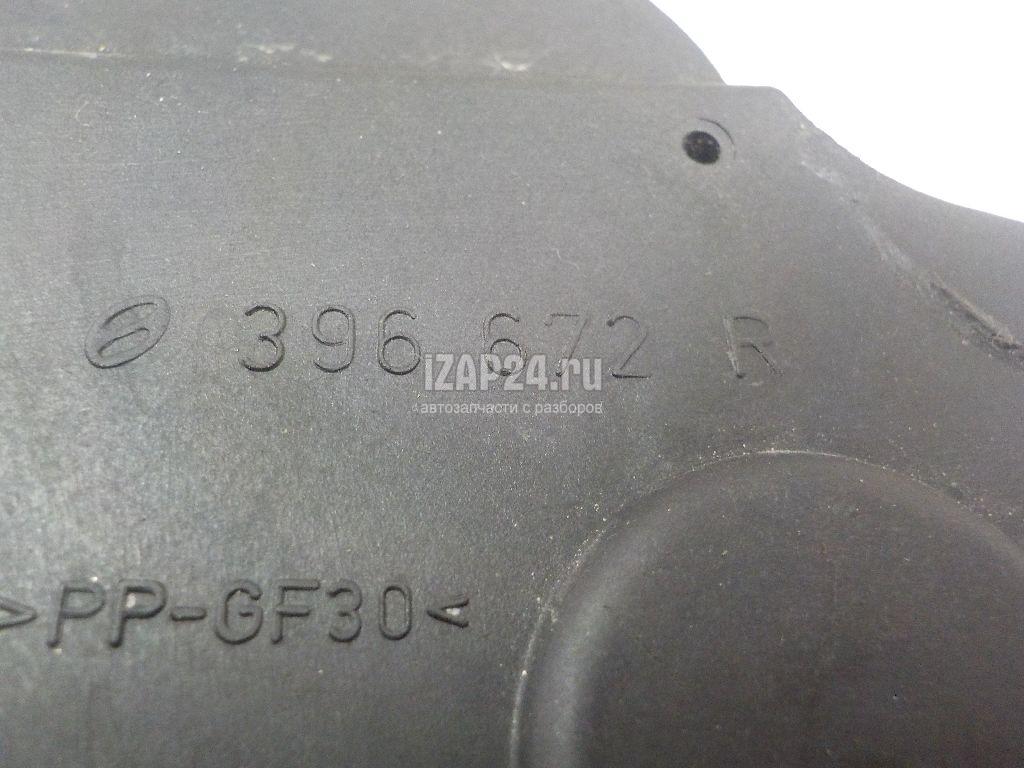 396 672 R
iZAP24.ru
автозапчасти с разборов
>PP-GF30<